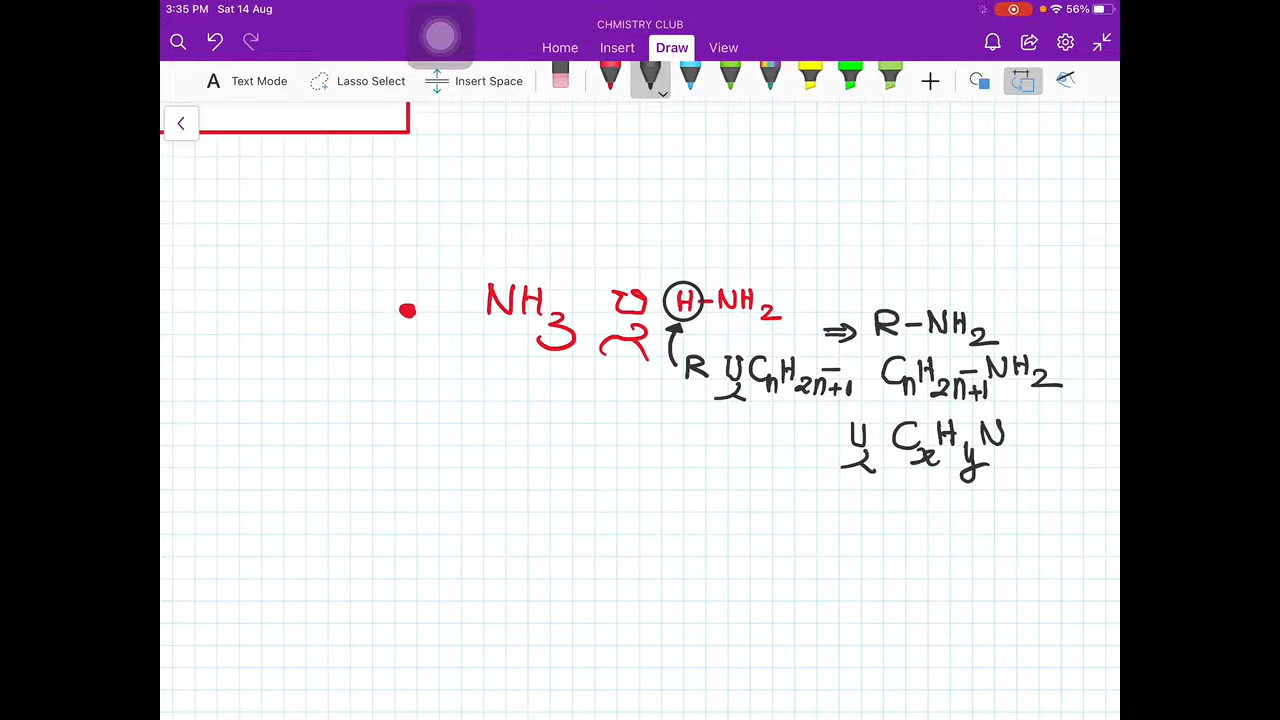 3:35 PM Sat 14 Aug
56%
CHMISTRY CLUB
Home Insert Draw View
A Text Mode Lasso Select Insert Space
NH3 H-NH2
⇒ R-NH2
R CnH2n+1- CnH2n+1-NH2
CxHyN